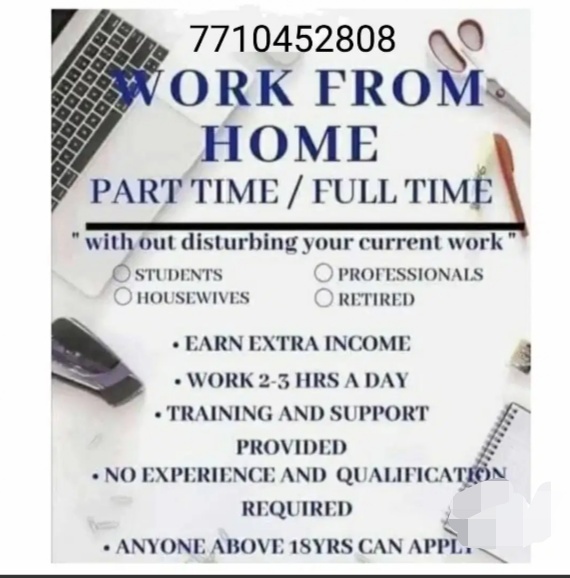 7710452808
WORK FROM
HOME
PART TIME / FULL TIME
" with out disturbing your current work "
STUDENTS PROFESSIONALS
HOUSEWIVES RETIRED
• EARN EXTRA INCOME
• WORK 2-3 HRS A DAY
• TRAINING AND SUPPORT
PROVIDED
• NO EXPERIENCE AND QUALIFICATION
REQUIRED
• ANYONE ABOVE 18YRS CAN APPLY